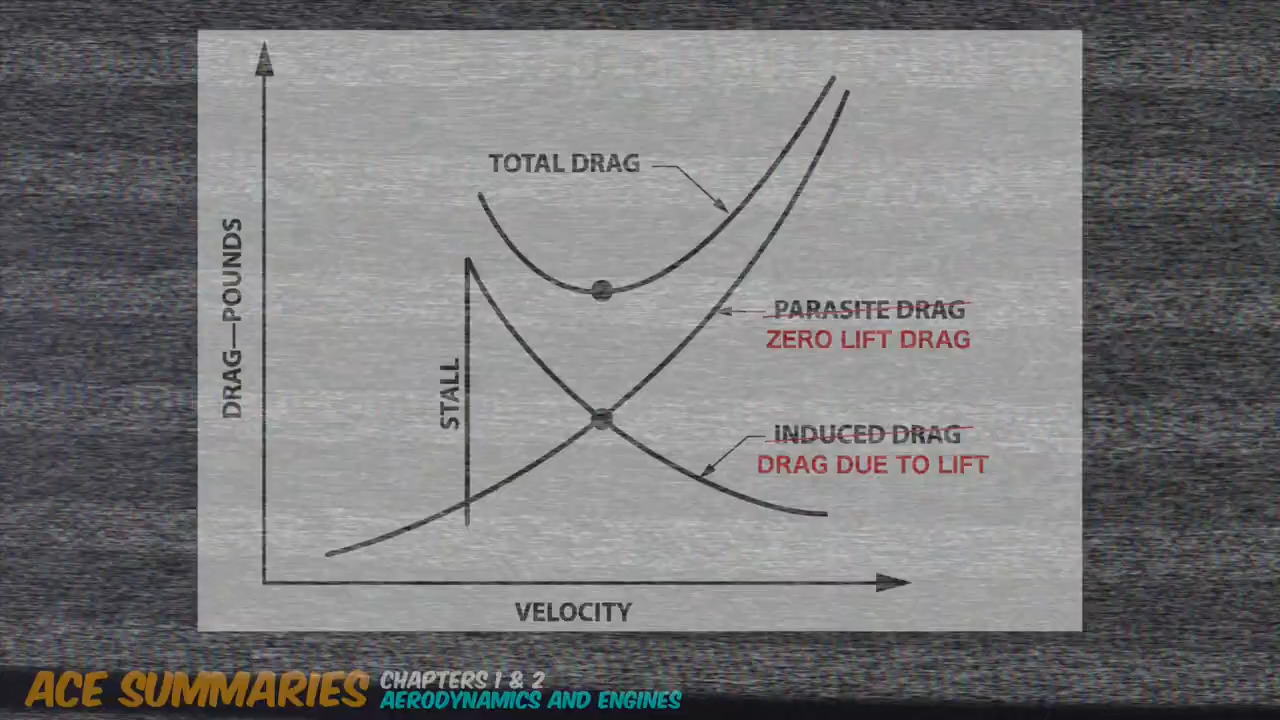 TOTAL DRAG
DRAG—POUNDS
STALL
PARASITE DRAG
ZERO LIFT DRAG
INDUCED DRAG
DRAG DUE TO LIFT
VELOCITY
ACE SUMMARIES
CHAPTERS 1 & 2
AERODYNAMICS AND ENGINES